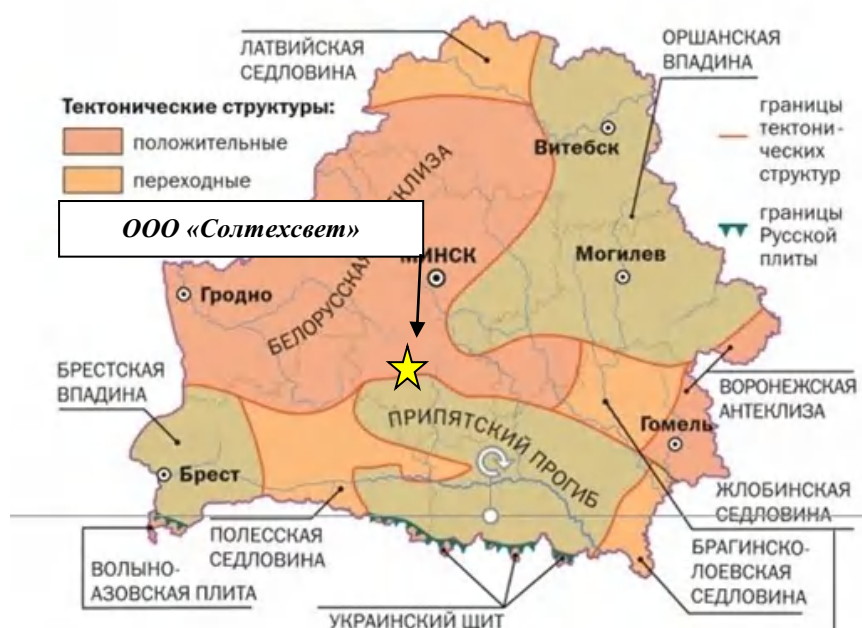 ЛАТВИЙСКАЯ
СЕДЛОВИНА
ОРШАНСКАЯ
ВПАДИНА
Тектонические структуры:
положительные
переходные
границы
тектони-
ческих
структур
границы
Русской
плиты
Витебск
ООО «Солтехсвет»
МИНСК
Могилев
Гродно
БЕЛОРУССКАЯ
БРЕСТСКАЯ
ВПАДИНА
ВОРОНЕЖСКАЯ
АНТЕКЛИЗА
ПРИПЯТСКИЙ ПРОГИБ
Гомель
Брест
ЖЛОБИНСКАЯ
СЕДЛОВИНА
ПОЛЕССКАЯ
СЕДЛОВИНА
БРАГИНСКО-
ЛОЕВСКАЯ
СЕДЛОВИНА
ВОЛЫНО-
АЗОВСКАЯ ПЛИТА
УКРАИНСКИЙ ЩИТ